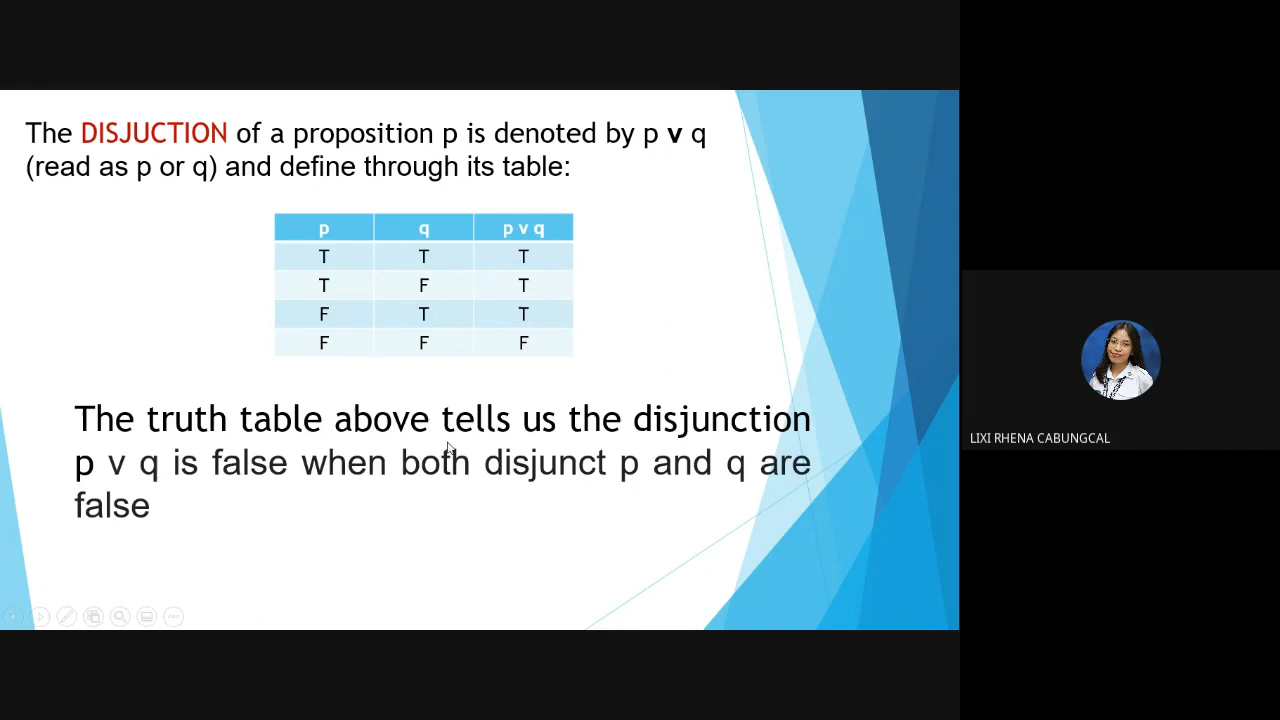 The DISJUCTION of a proposition p is denoted by p v q
(read as p or q) and define through its table:
p q p v q
T T T
T F T
F T T
F F F
The truth table above tells us the disjunction
p v q is false when both disjunct p and q are
false
LIXI RHENA CABUNGCAL